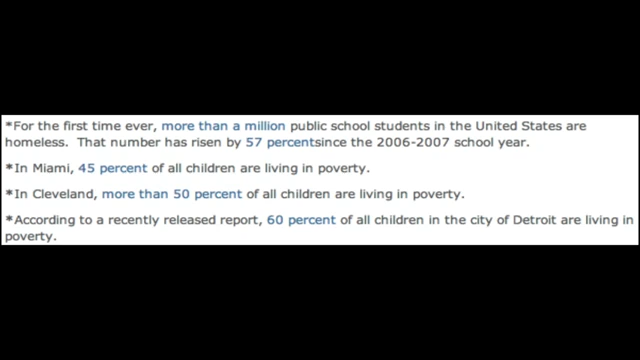 *For the first time ever, more than a million public school students in the United States are
homeless.  That number has risen by 57 percentsince the 2006-2007 school year.
*In Miami, 45 percent of all children are living in poverty.
*In Cleveland, more than 50 percent of all children are living in poverty.
*According to a recently released report, 60 percent of all children in the city of Detroit are living in
poverty.